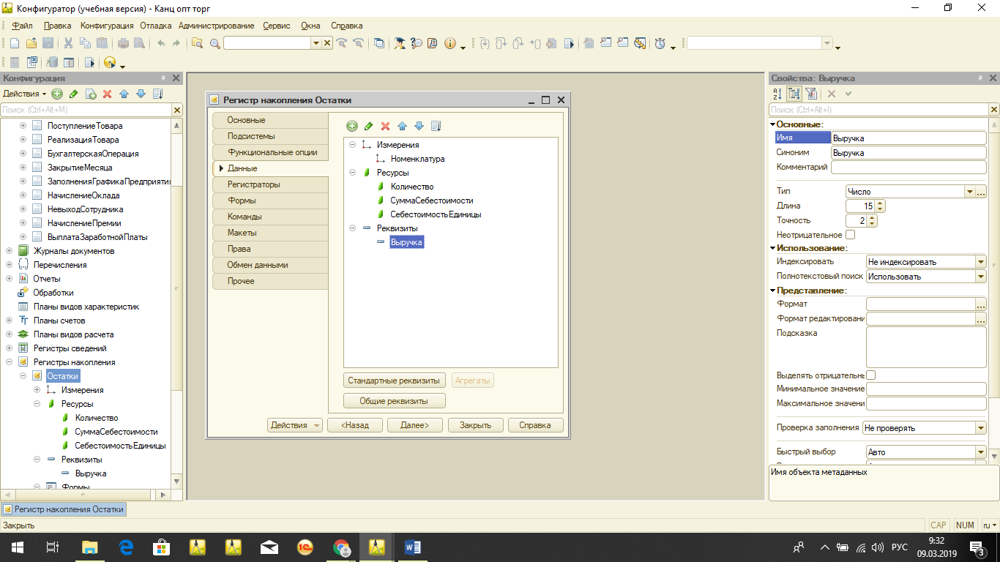 Конфигуратор (учебная версия) - Канц опт торг
Файл Правка Конфигурация Отладка Администрирование Сервис Окна Справка
Конфигурация
Действия
Поиск (Ctrl+Alt+M)
ПоступлениеТовара
РеализацияТовара
БухгалтерскаяОперация
ЗакрытиеМесяца
ЗаполненияГрафикаПредприятия
НачислениеОклада
НевыходСотрудника
НачислениеПремии
ВыплатаЗаработнойПлаты
Журналы документов
Перечисления
Отчеты
Обработки
Планы видов характеристик
Планы счетов
Планы видов расчета
Регистры сведений
Регистры накопления
Остатки
Измерения
Ресурсы
Количество
СуммаСебестоимости
СебестоимостьЕдиницы
Реквизиты
Выручка
Формы
Регистр накопления Остатки
Основные
Подсистемы
Функциональные опции
Данные
Регистраторы
Формы
Команды
Макеты
Права
Обмен данными
Прочее
Измерения
Номенклатура
Ресурсы
Количество
СуммаСебестоимости
СебестоимостьЕдиницы
Реквизиты
Выручка
Стандартные реквизиты Агрегаты
Общие реквизиты
Действия <Назад Далее> Закрыть Справка
Свойства: Выручка
Поиск (Ctrl+Alt+I)
Основные:
Имя Выручка
Синоним Выручка
Комментарий
Тип Число
Длина 15
Точность 2
Неотрицательное
Использование:
Индексировать Не индексировать
Полнотекстовый поиск Использовать
Представление:
Формат
Формат редактировани
Подсказка
Выделять отрицательны
Минимальное значение
Максимальное значени
Проверка заполнения Не проверять
Быстрый выбор Авто
Имя объекта метаданных
Регистр накопления Остатки
Закрыть CAP NUM ru
РУС 9:32
09.03.2019
3